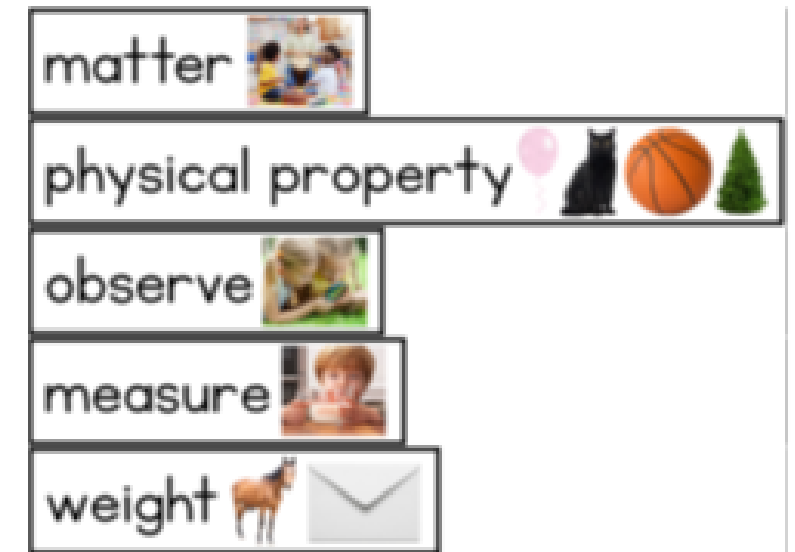 matter
physical property
observe
measure
weight